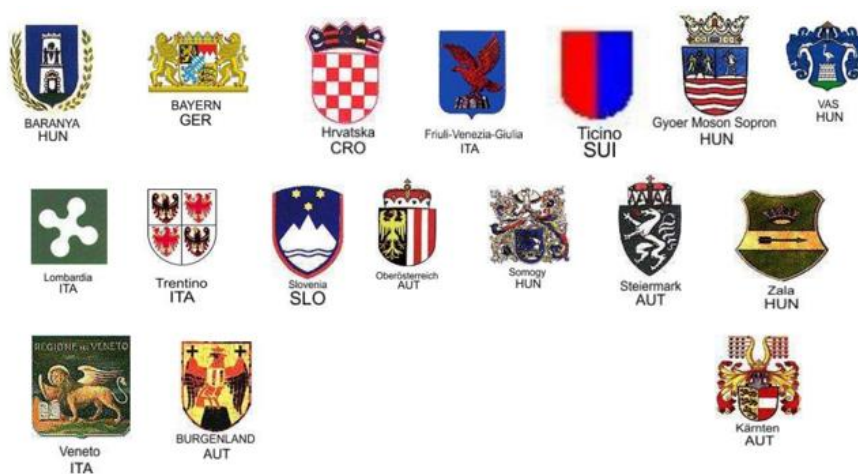 BARANYA
HUN
BAYERN
GER
Hrvatska
CRO
Friuli-Venezia-Giulia
ITA
Ticino
SUI
Gyoer Moson Sopron
HUN
VAS
HUN
Lombardia
ITA
Trentino
ITA
Slovenia
SLO
Oberösterreich
AUT
Somogy
HUN
Steiermark
AUT
Zala
HUN
REGIONE DEL VENETO
Veneto
ITA
BURGENLAND
AUT
Kärnten
AUT